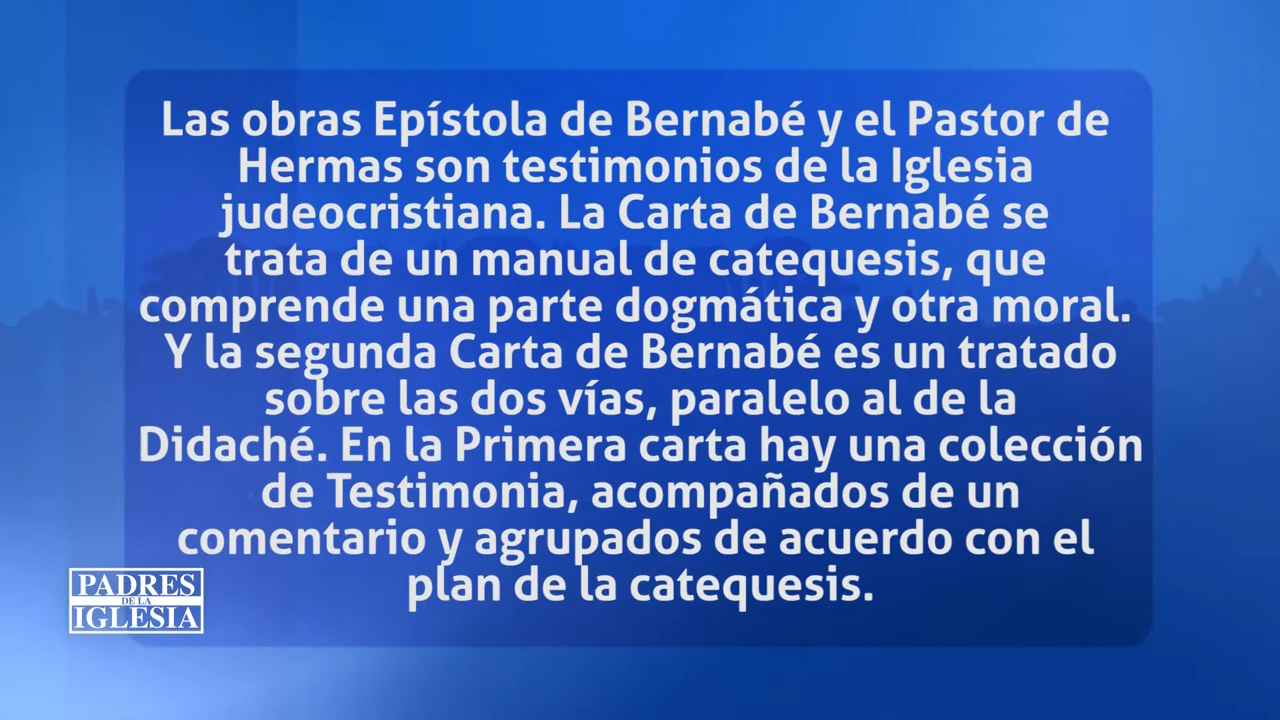 Las obras Epístola de Bernabé y el Pastor de
Hermas son testimonios de la Iglesia
judeocristiana. La Carta de Bernabé se
trata de un manual de catequesis, que
comprende una parte dogmática y otra moral.
Y la segunda Carta de Bernabé es un tratado
sobre las dos vías, paralelo al de la
Didaché. En la Primera carta hay una colección
de Testimonia, acompañados de un
comentario y agrupados de acuerdo con el
plan de la catequesis.
PADRES
DE LA
IGLESIA